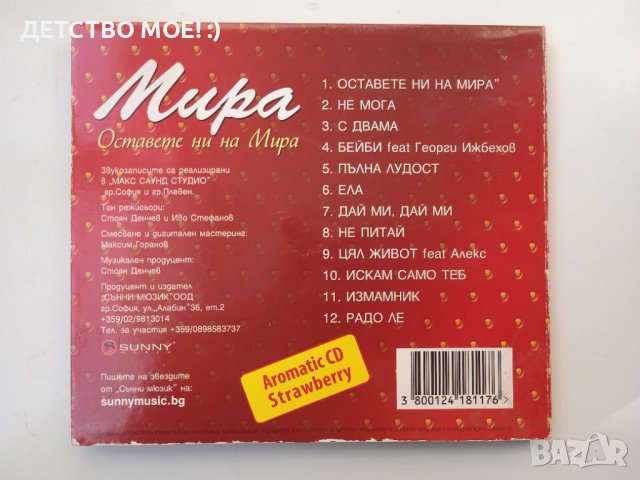 ДЕТСТВО МОЕ!:)
Мира
Оставете ни на Мира
Звукзаписите са реализирани
в „МАКС САУНД СТУДИО"
гр.София и гр.Плевен.
Тон режисьори:
Стоян Денчев и Иво Стефанов
Смесване и дигитален мастеринг:
Максим Горанов
Музикален продуцент:
Стоян Денчев
Продуцент и издател
„СЪННИ МЮЗИК"ООД
гр.София, ул.„Алабин"36, ет.2
+359/02/9813014
Тел. за участия +359/0898583737
SUNNY
Пишете на звездите
от „Сънни мюзик" на:
sunnymusic.bg
1. ОСТАВЕТЕ НИ НА МИРА"
2. НЕ МОГА
3. С ДВАМА
4. БЕЙБИ feat Георги Ижбехов
5. ПЪЛНА ЛУДОСТ
6. ЕЛА
7. ДАЙ МИ, ДАЙ МИ
8. НЕ ПИТАЙ
9. ЦЯЛ ЖИВОТ feat Алекс
10. ИСКАМ САМО ТЕБ
11. ИЗМАМНИК
12. РАДО ЛЕ
Aromatic CD
Strawberry
3 800124 181176 >
BAZAR